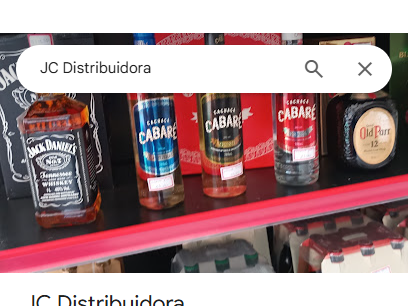 JC Distribuidora
JACK DANIEL'S
No.7
Tennessee
WHISKEY
CACHAÇA
CABARÉ
CACHAÇA
CABARÉ
CACHAÇA
CABARÉ
Old Parr
12
JC Distribuidora